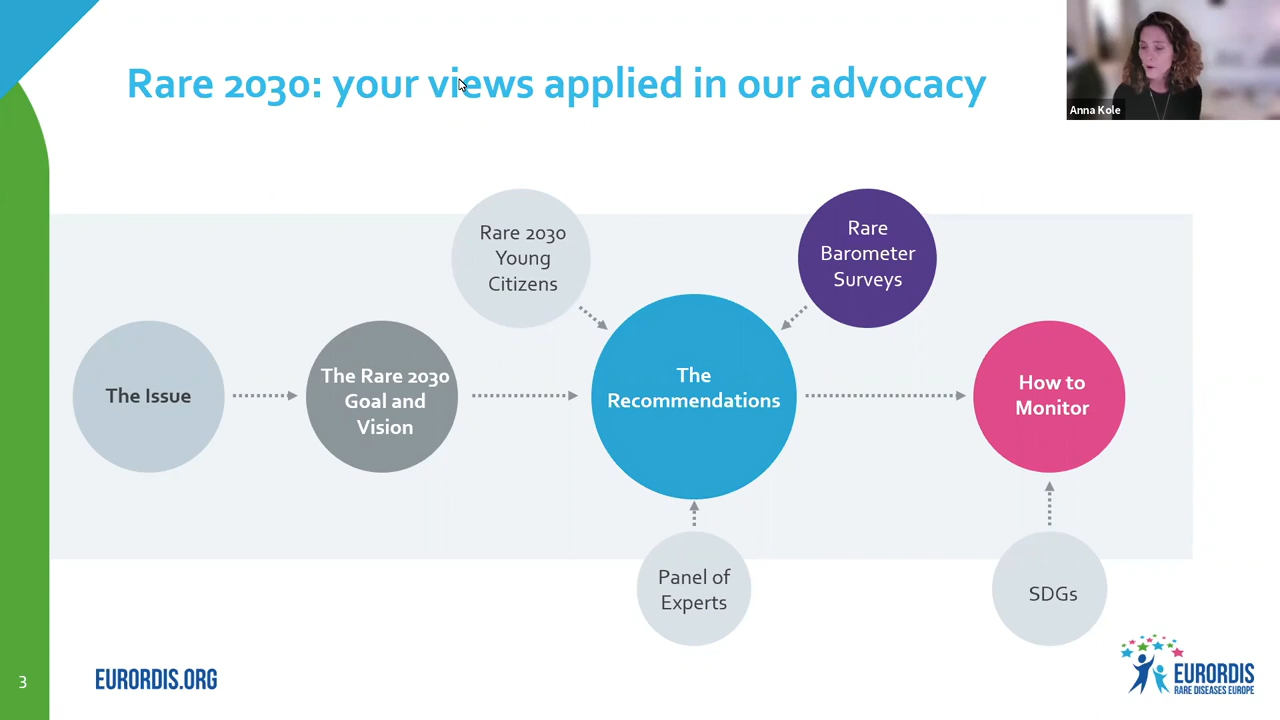 Rare 2030: your views applied in our advocacy
Anna Kole
Rare 2030
Young
Citizens
Rare
Barometer
Surveys
The Issue
The Rare 2030
Goal and
Vision
The
Recommendations
How to
Monitor
Panel of
Experts
SDGs
3
EURORDIS.ORG
EURORDIS
RARE DISEASES EUROPE